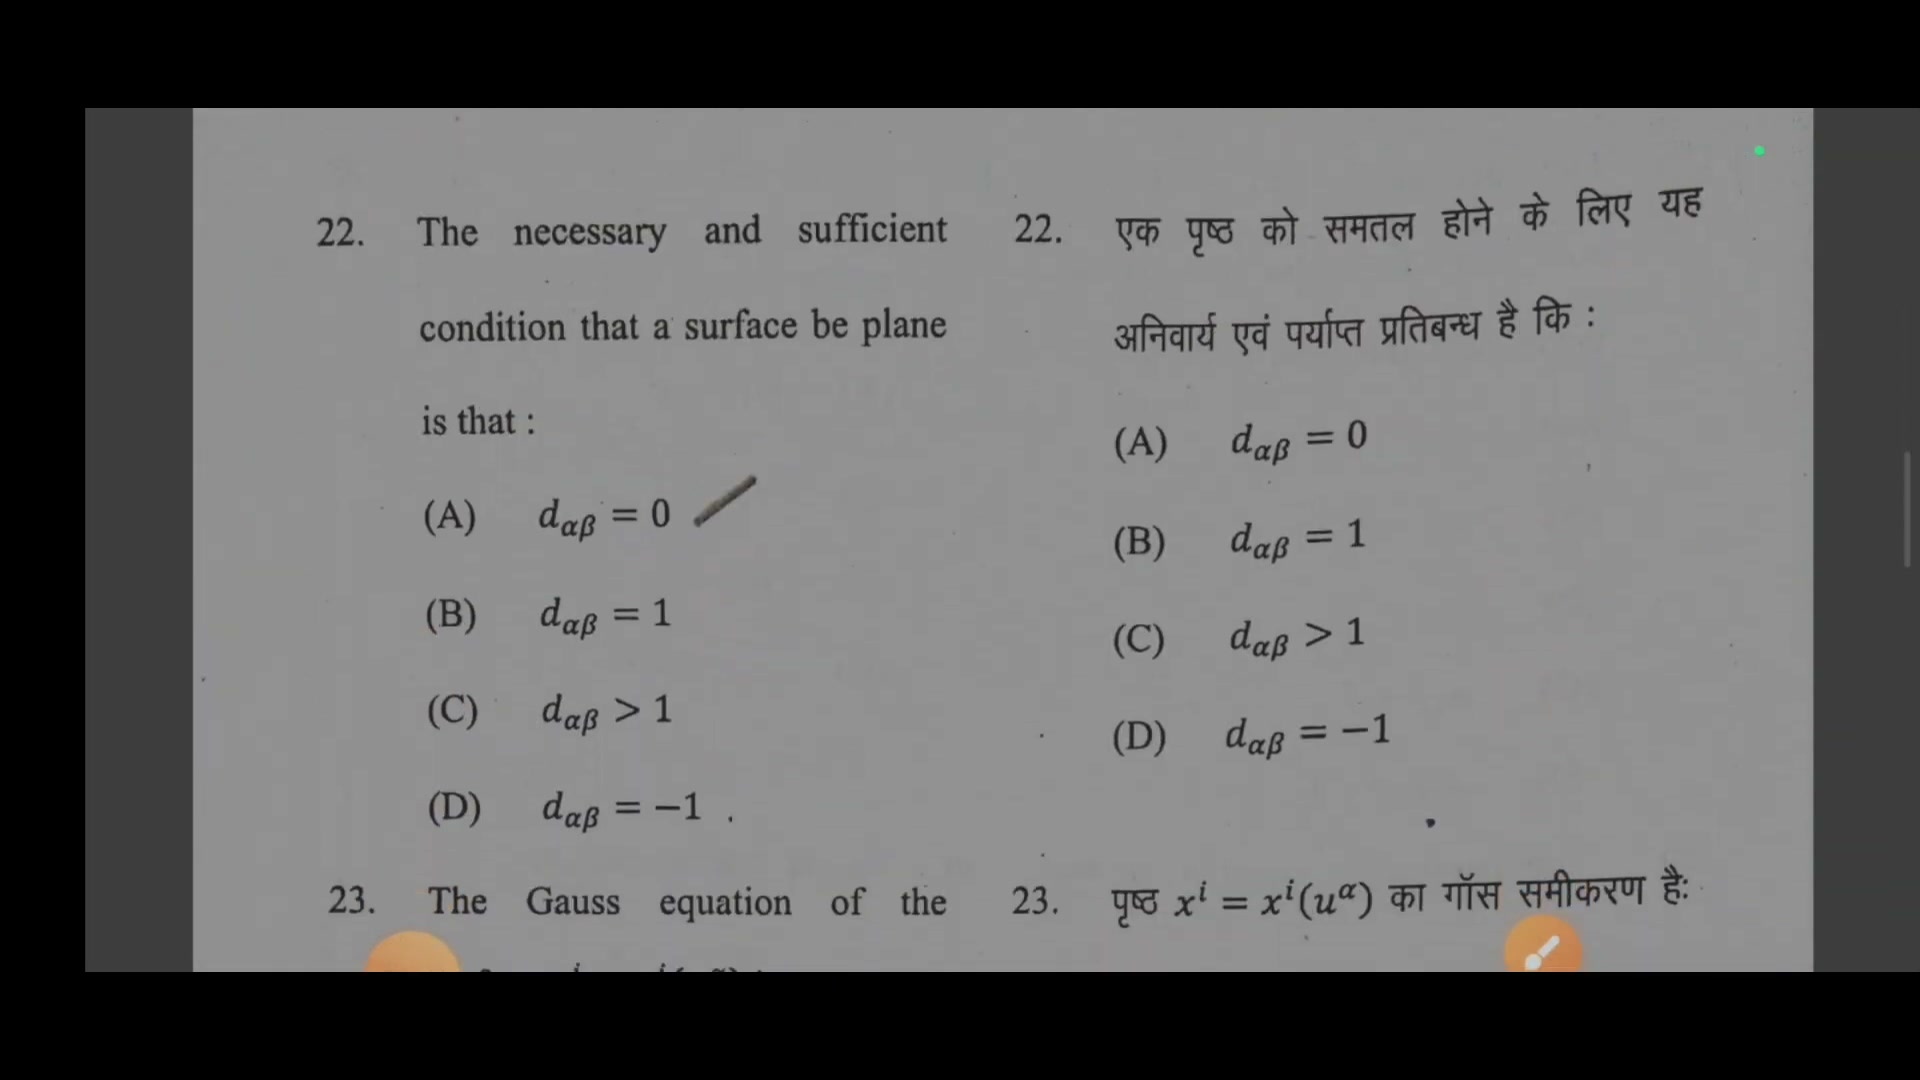 22. The necessary and sufficient
condition that a surface be plane
is that :
(A) dαβ = 0
(B) dαβ = 1
(C) dαβ > 1
(D) dαβ = −1 .
23. The Gauss equation of the
22. एक पृष्ठ को समतल होने के लिए यह
अनिवार्य एवं पर्याप्त प्रतिबन्ध है कि :
(A) dαβ = 0
(B) dαβ = 1
(C) dαβ > 1
(D) dαβ = −1
23. पृष्ठ xⁱ = xⁱ(uᵅ) का गॉस समीकरण है: